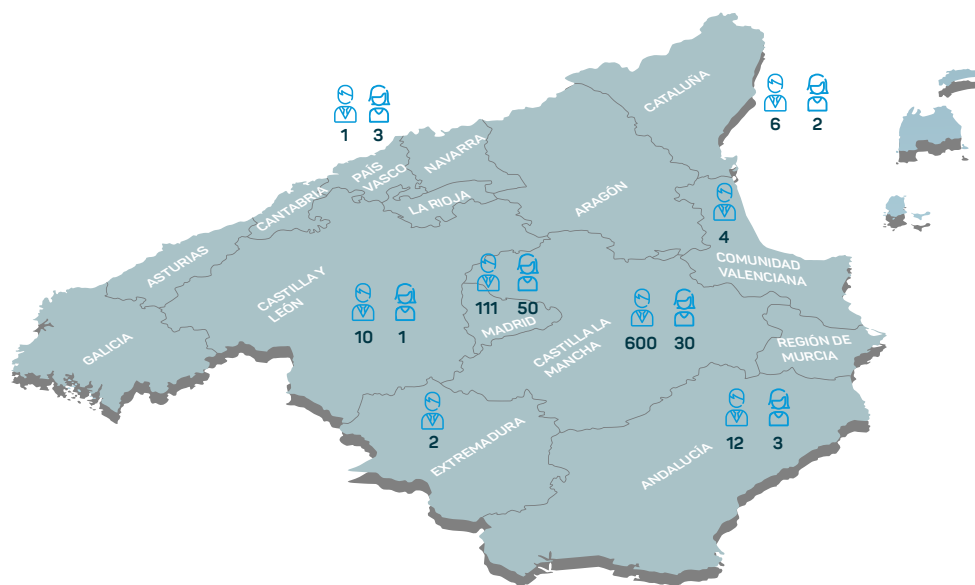 CATALUÑA
6 2
1 3
PAÍS
VASCO
NAVARRA
CANTABRIA
LA RIOJA
ARAGÓN
4
ASTURIAS
COMUNIDAD
VALENCIANA
CASTILLA Y
LEÓN
10 1
111 50
MADRID
CASTILLA LA
MANCHA
600 30
GALICIA
REGIÓN DE
MURCIA
2
EXTREMADURA
ANDALUCÍA
12 3